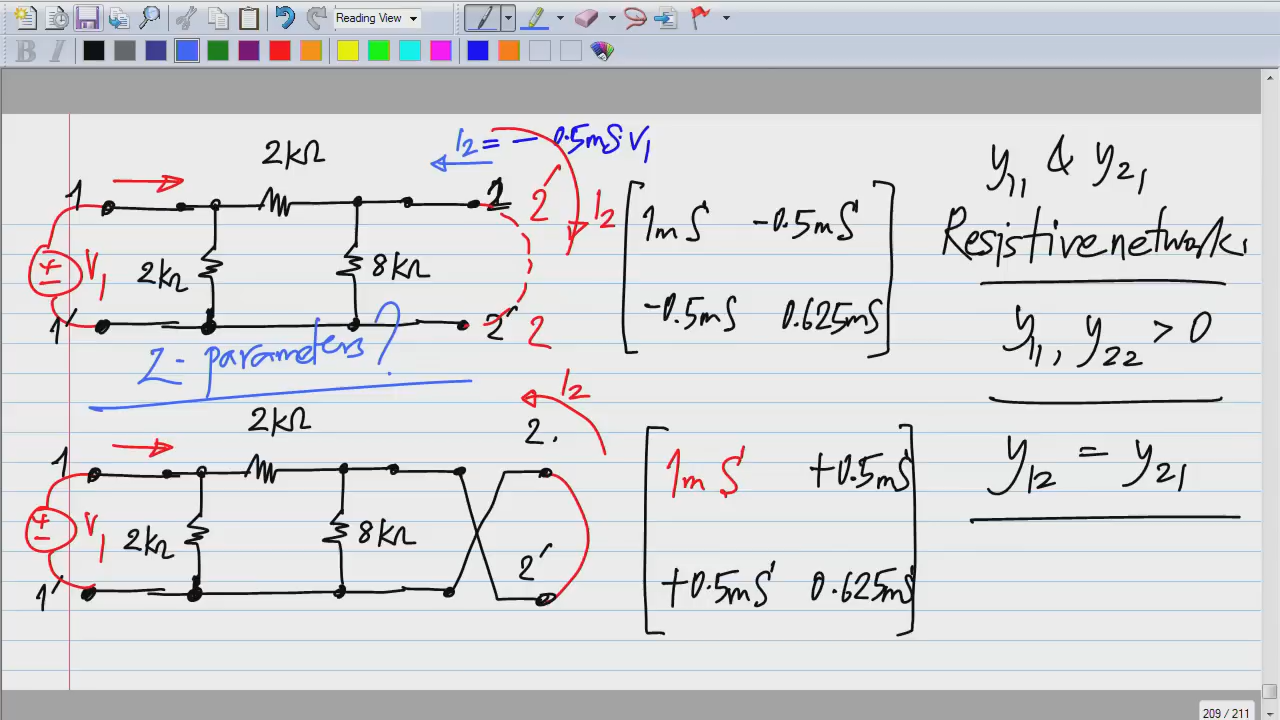 Reading View
B I
I2 = - 0.5mS·V1
2kΩ
1
2
2'
I2
V1
2kΩ
8kΩ
1'
2'
2
Z - parameters?
1mS -0.5mS
-0.5mS 0.625mS
y11 & y21
Resistive network.
y11, y22 > 0
y12 = y21
I2
2kΩ
2.
1
V1
2kΩ
8kΩ
2'
1'
1mS +0.5mS
+0.5mS 0.625mS
209 / 211